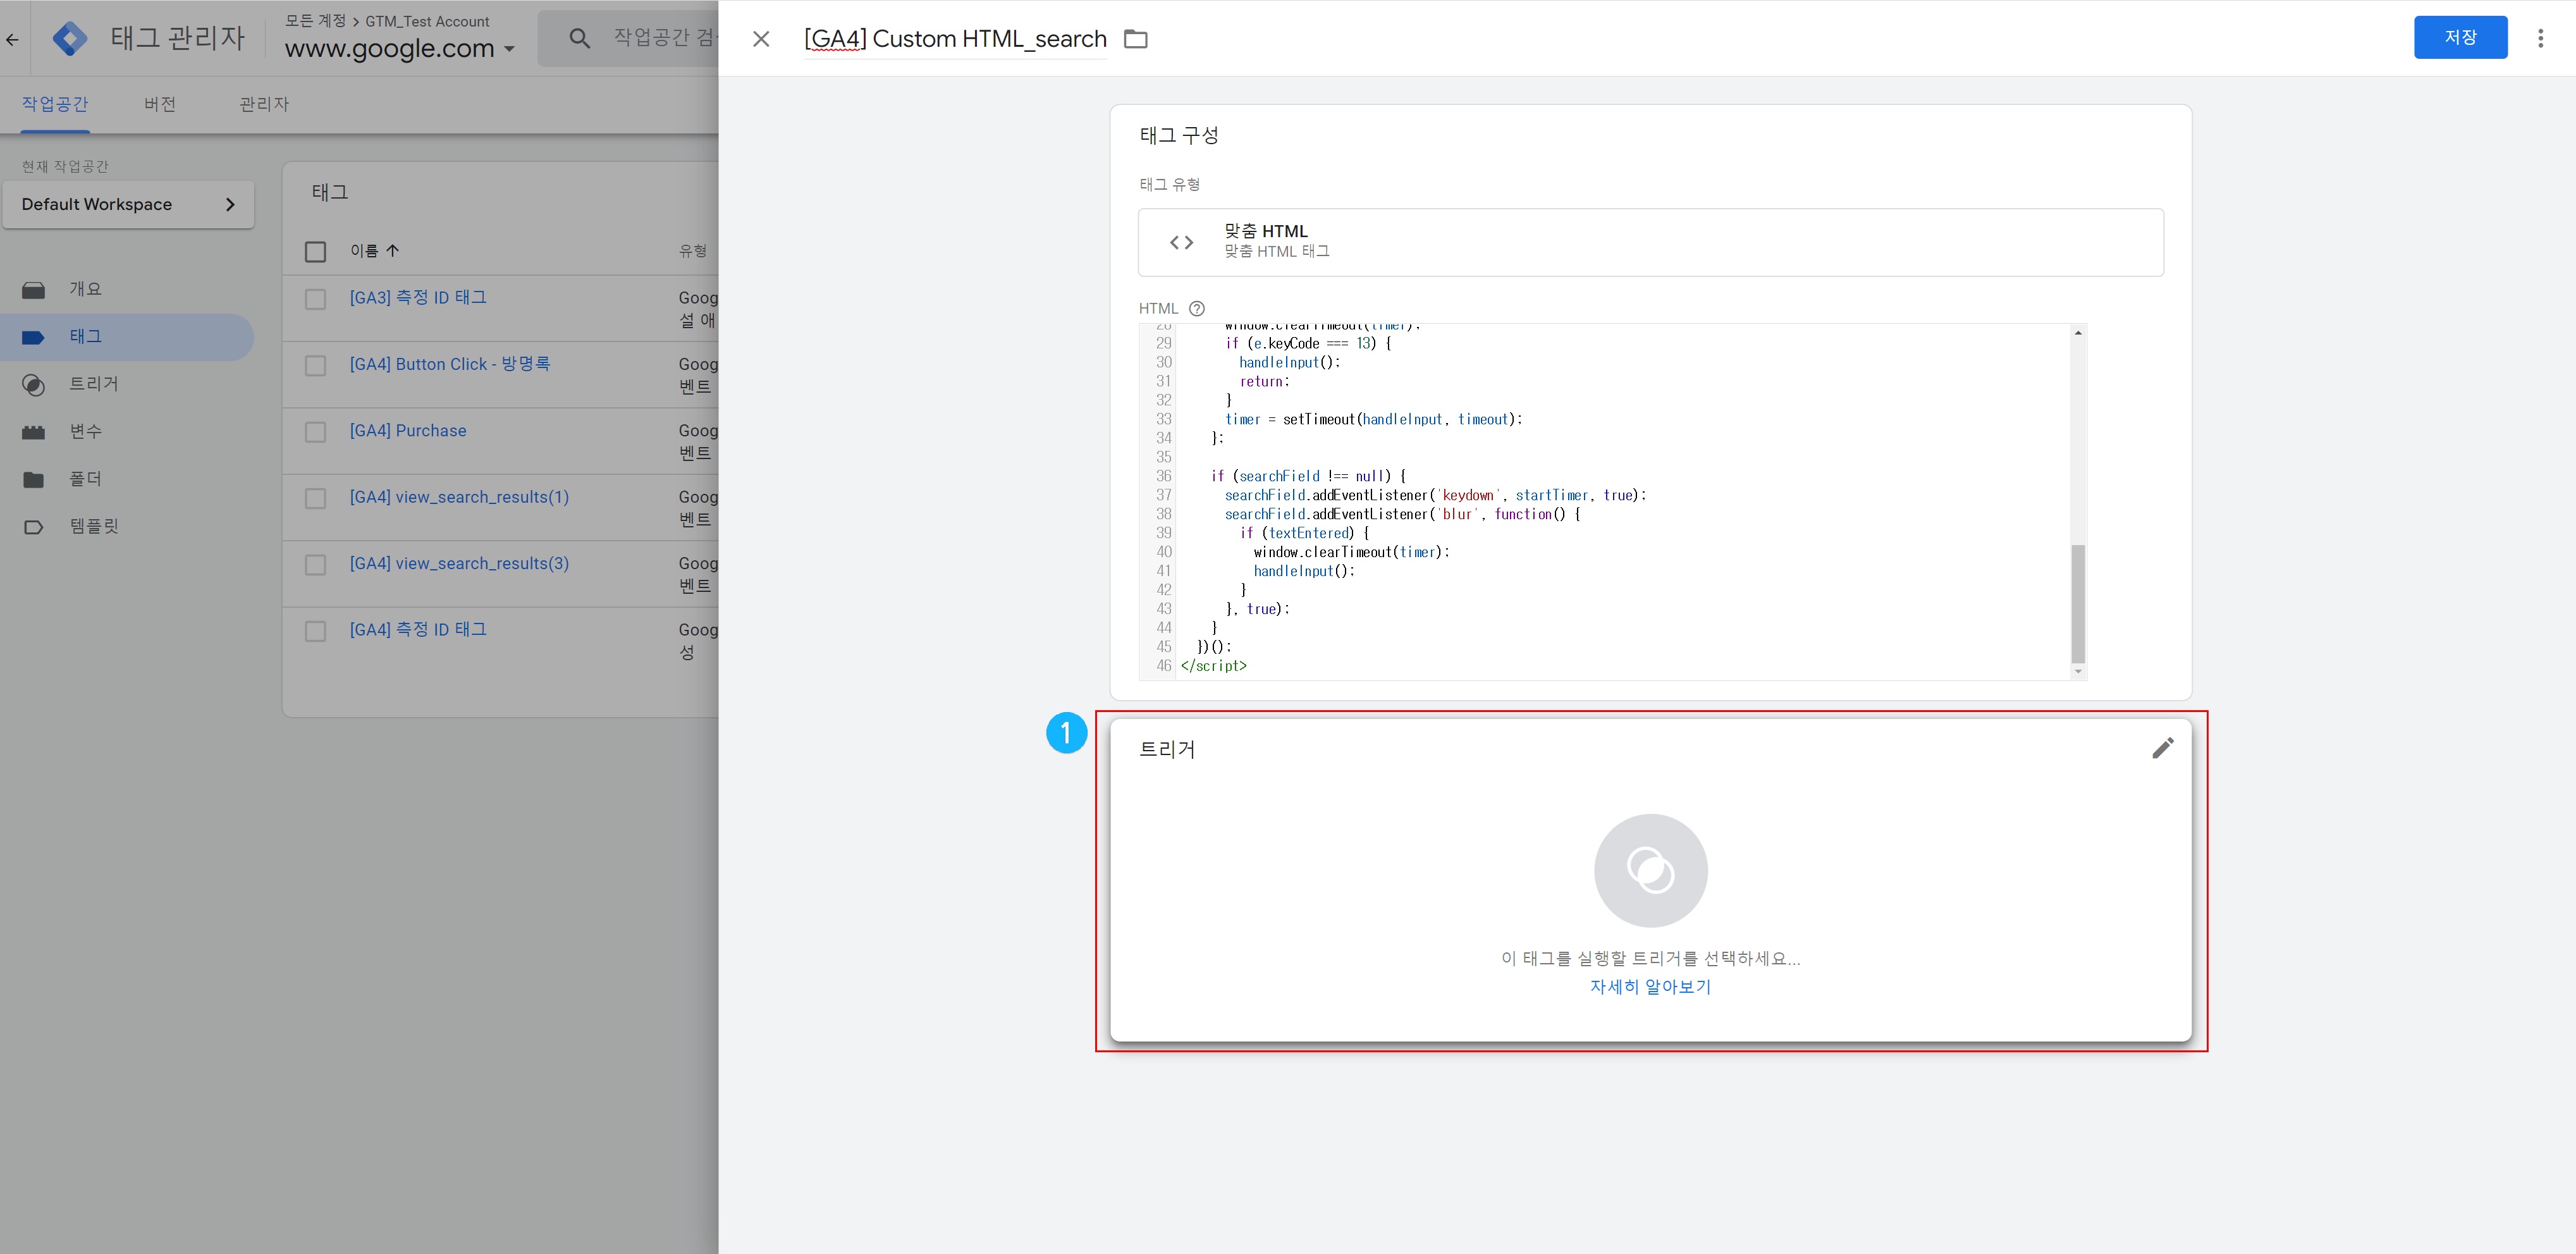 태그 관리자
모든 계정 > GTM_Test Account
www.google.com
작업공간 검
[GA4] Custom HTML_search
저장
작업공간
버전
관리자
현재 작업공간
Default Workspace
개요
태그
트리거
변수
폴더
템플릿
태그
이름
유형
[GA3] 측정 ID 태그
Goog
설 애
[GA4] Button Click - 방명록
Goog
벤트
[GA4] Purchase
Goog
벤트
[GA4] view_search_results(1)
Goog
벤트
[GA4] view_search_results(3)
Goog
벤트
[GA4] 측정 ID 태그
Goog
성
태그 구성
태그 유형
맞춤 HTML
맞춤 HTML 태그
HTML
28 window.clearTimeout(timer);
29 if (e.keyCode === 13) {
30 handleInput();
31 return;
32 }
33 timer = setTimeout(handleInput, timeout);
34 };
35
36 if (searchField !== null) {
37 searchField.addEventListener('keydown', startTimer, true);
38 searchField.addEventListener('blur', function() {
39 if (textEntered) {
40 window.clearTimeout(timer);
41 handleInput();
42 }
43 }, true);
44 }
45 })();
46 </script>
1
트리거
이 태그를 실행할 트리거를 선택하세요...
자세히 알아보기